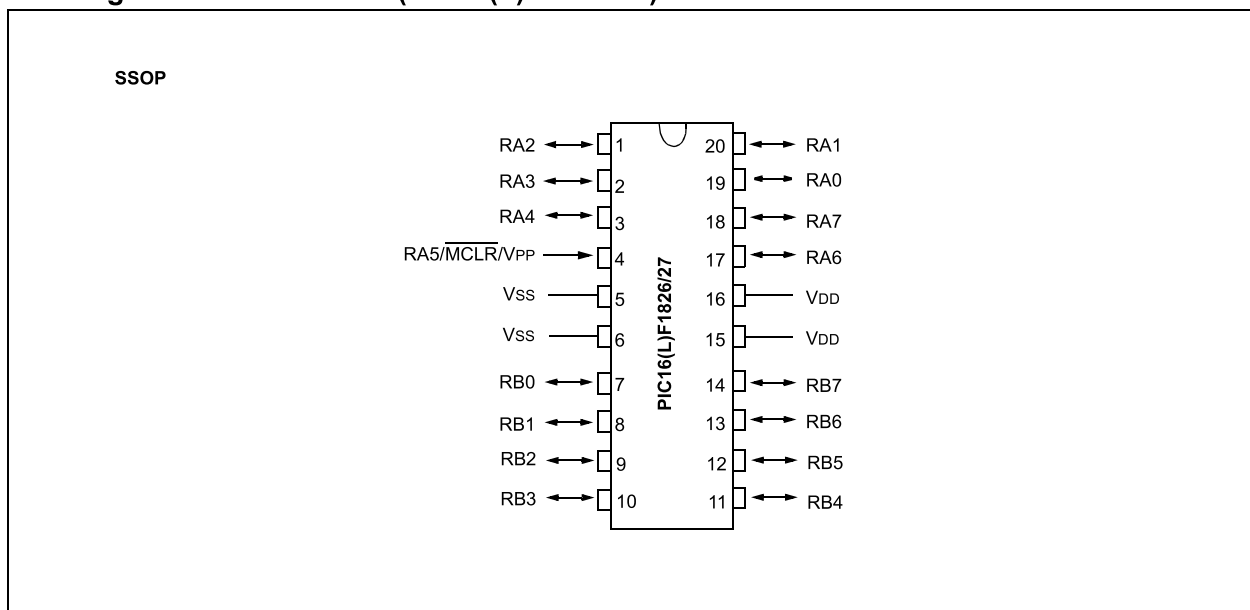 SSOP
RA2 1 20 RA1
RA3 2 19 RA0
RA4 3 18 RA7
RA5/MCLR/VPP 4 17 RA6
VSS 5 16 VDD
VSS 6 15 VDD
RB0 7 14 RB7
RB1 8 13 RB6
RB2 9 12 RB5
RB3 10 11 RB4
PIC16(L)F1826/27